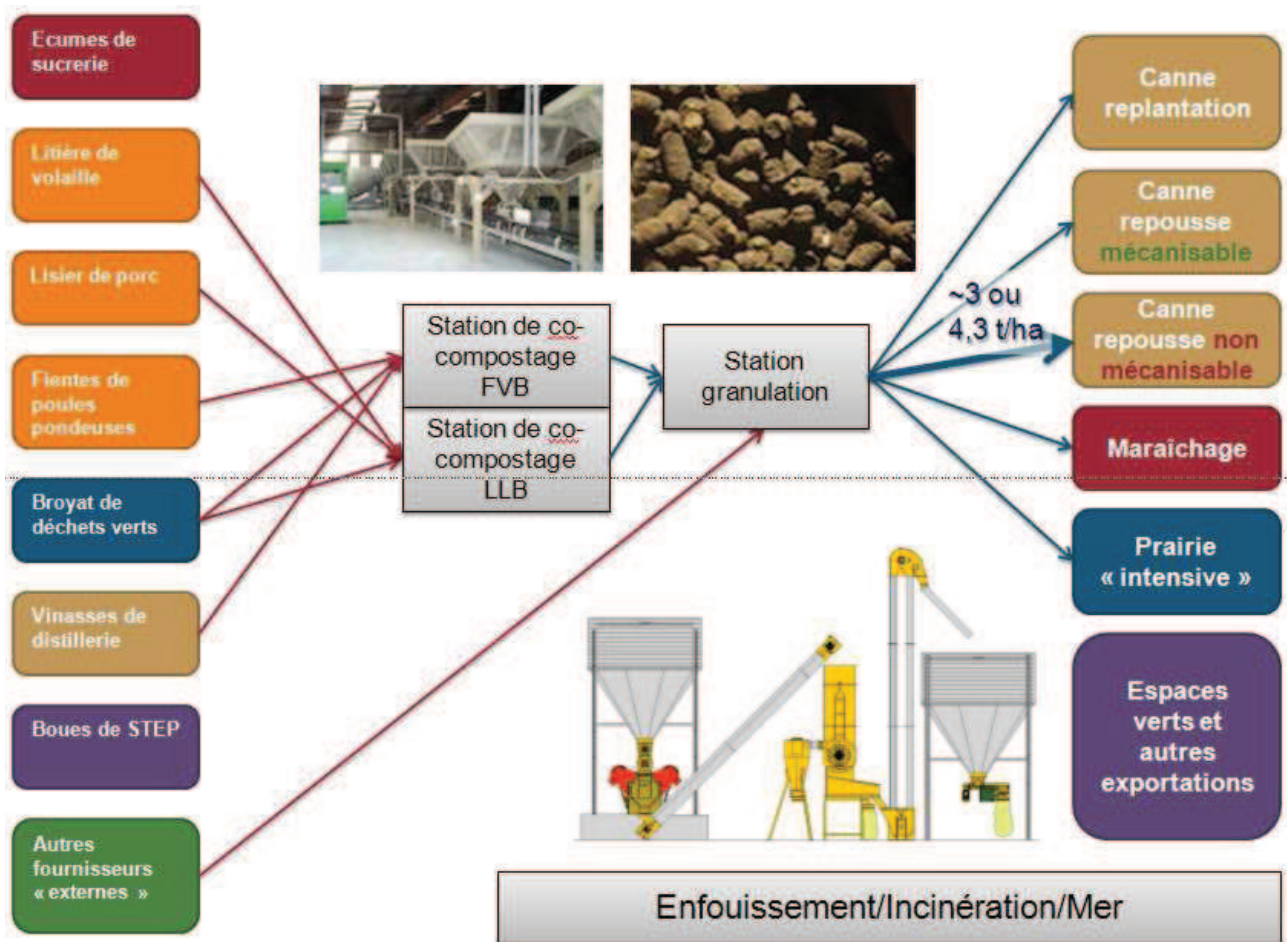 Ecumes de
sucrerie
Litière de
volaille
Lisier de porc
Fientes de
poules
pondeuses
Broyat de
déchets verts
Vinasses de
distillerie
Boues de STEP
Autres
fournisseurs
« externes »
Station de co-
compostage
FVB
Station de co-
compostage
LLB
Station
granulation
~3 ou
4,3 t/ha
Canne
replantation
Canne
repousse
mécanisable
Canne
repousse non
mécanisable
Maraîchage
Prairie
« intensive »
Espaces
verts et
autres
exportations
Enfouissement/Incinération/Mer